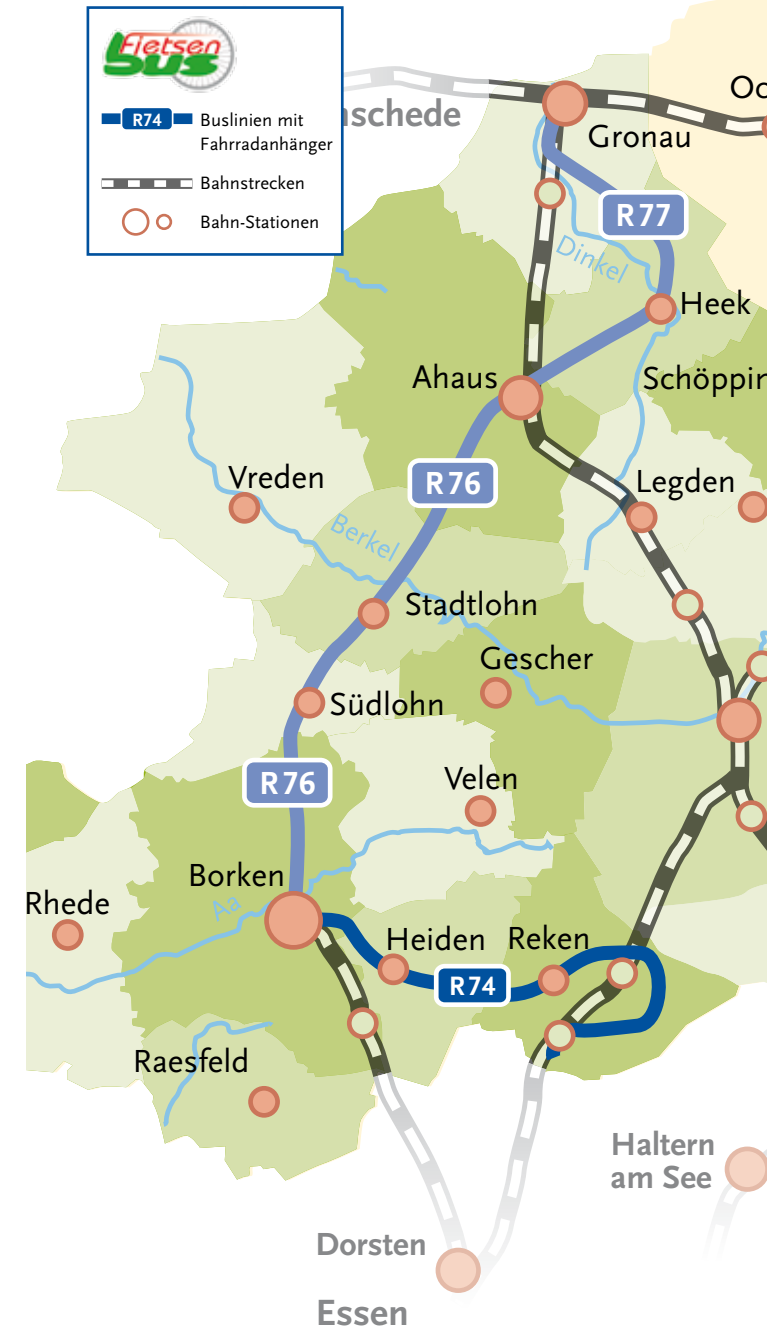 Fietsen
bus
R74
Buslinien mit
Fahrradanhänger
Bahnstrecken
Bahn-Stationen
nschede
Oc
Gronau
R77
Dinkel
Heek
Ahaus
Schöppin
R76
Vreden
Legden
Berkel
Stadtlohn
Gescher
Südlohn
R76
Velen
Borken
Rhede
Aa
Heiden
Reken
R74
Raesfeld
Haltern
am See
Dorsten
Essen